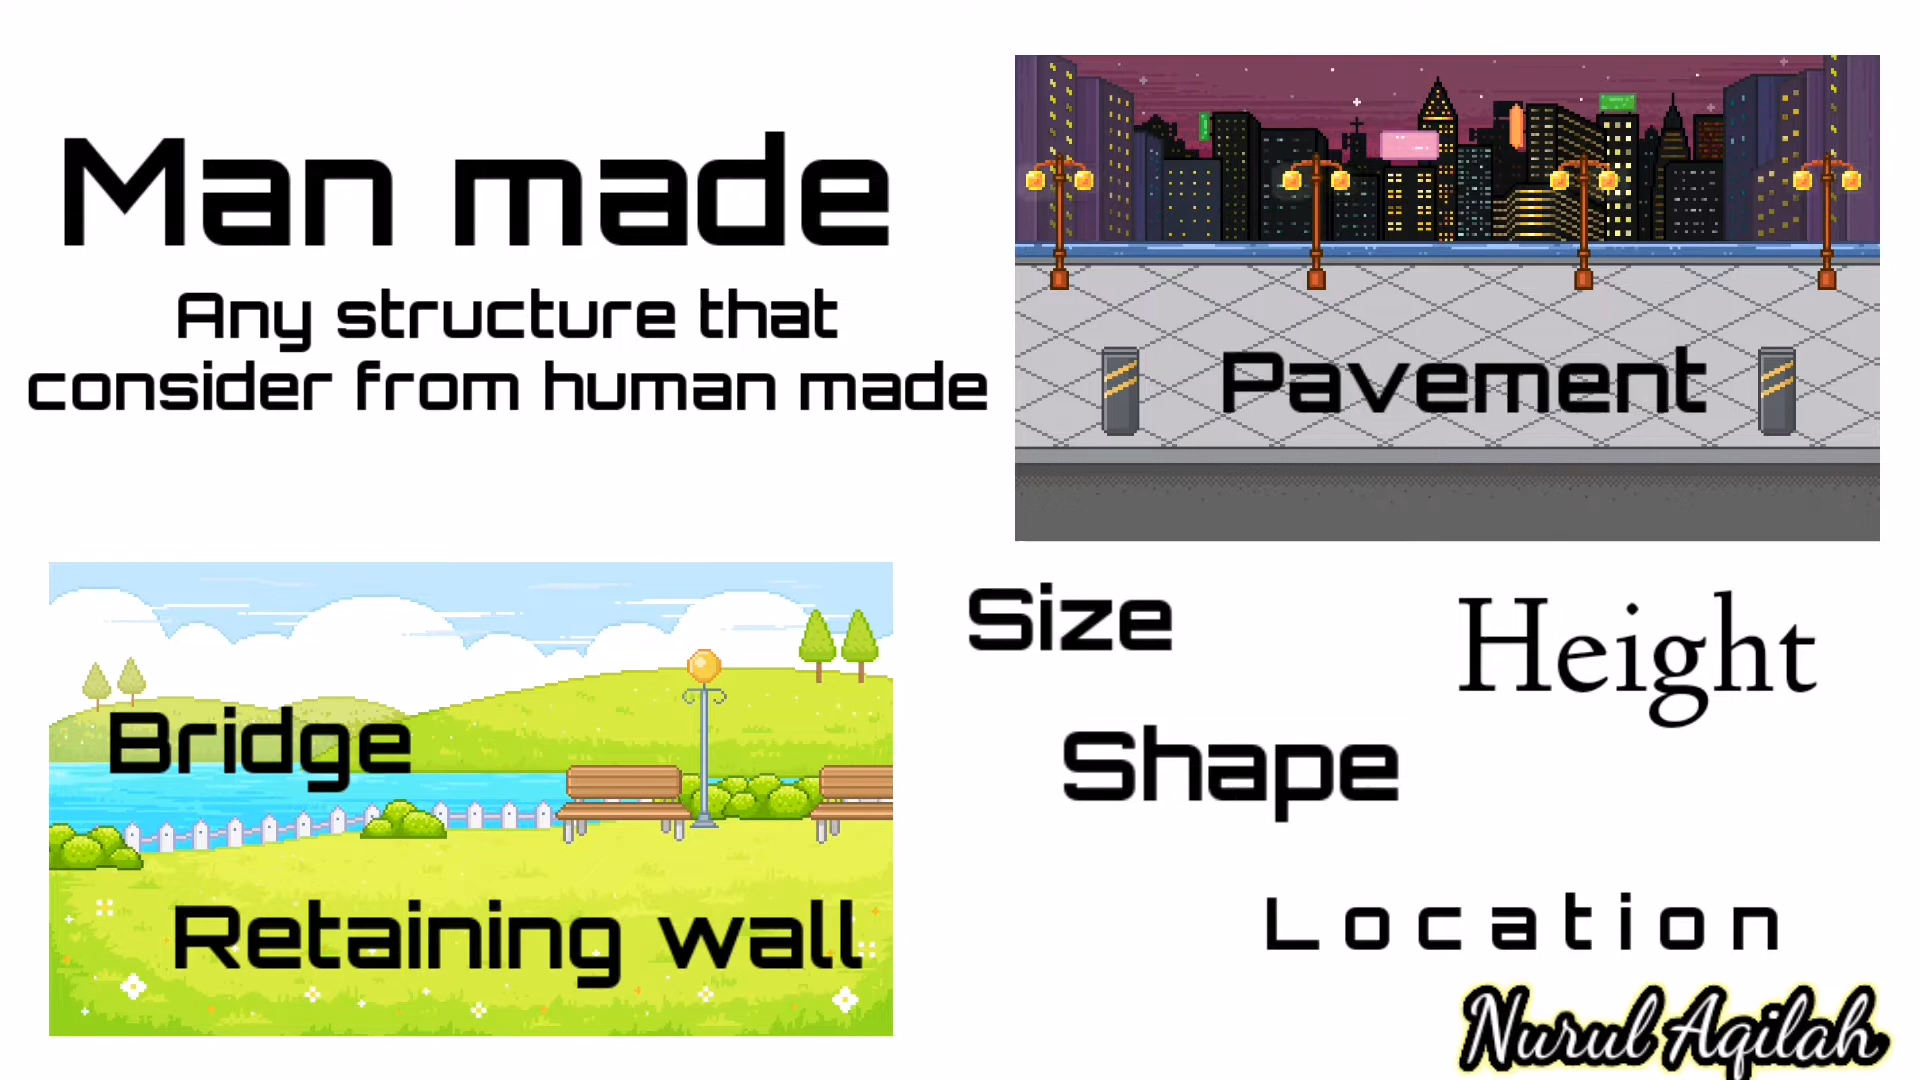 Man made
Any structure that
consider from human made
Pavement
Bridge
Retaining wall
Size
Height
Shape
Location
Nurul Aqilah